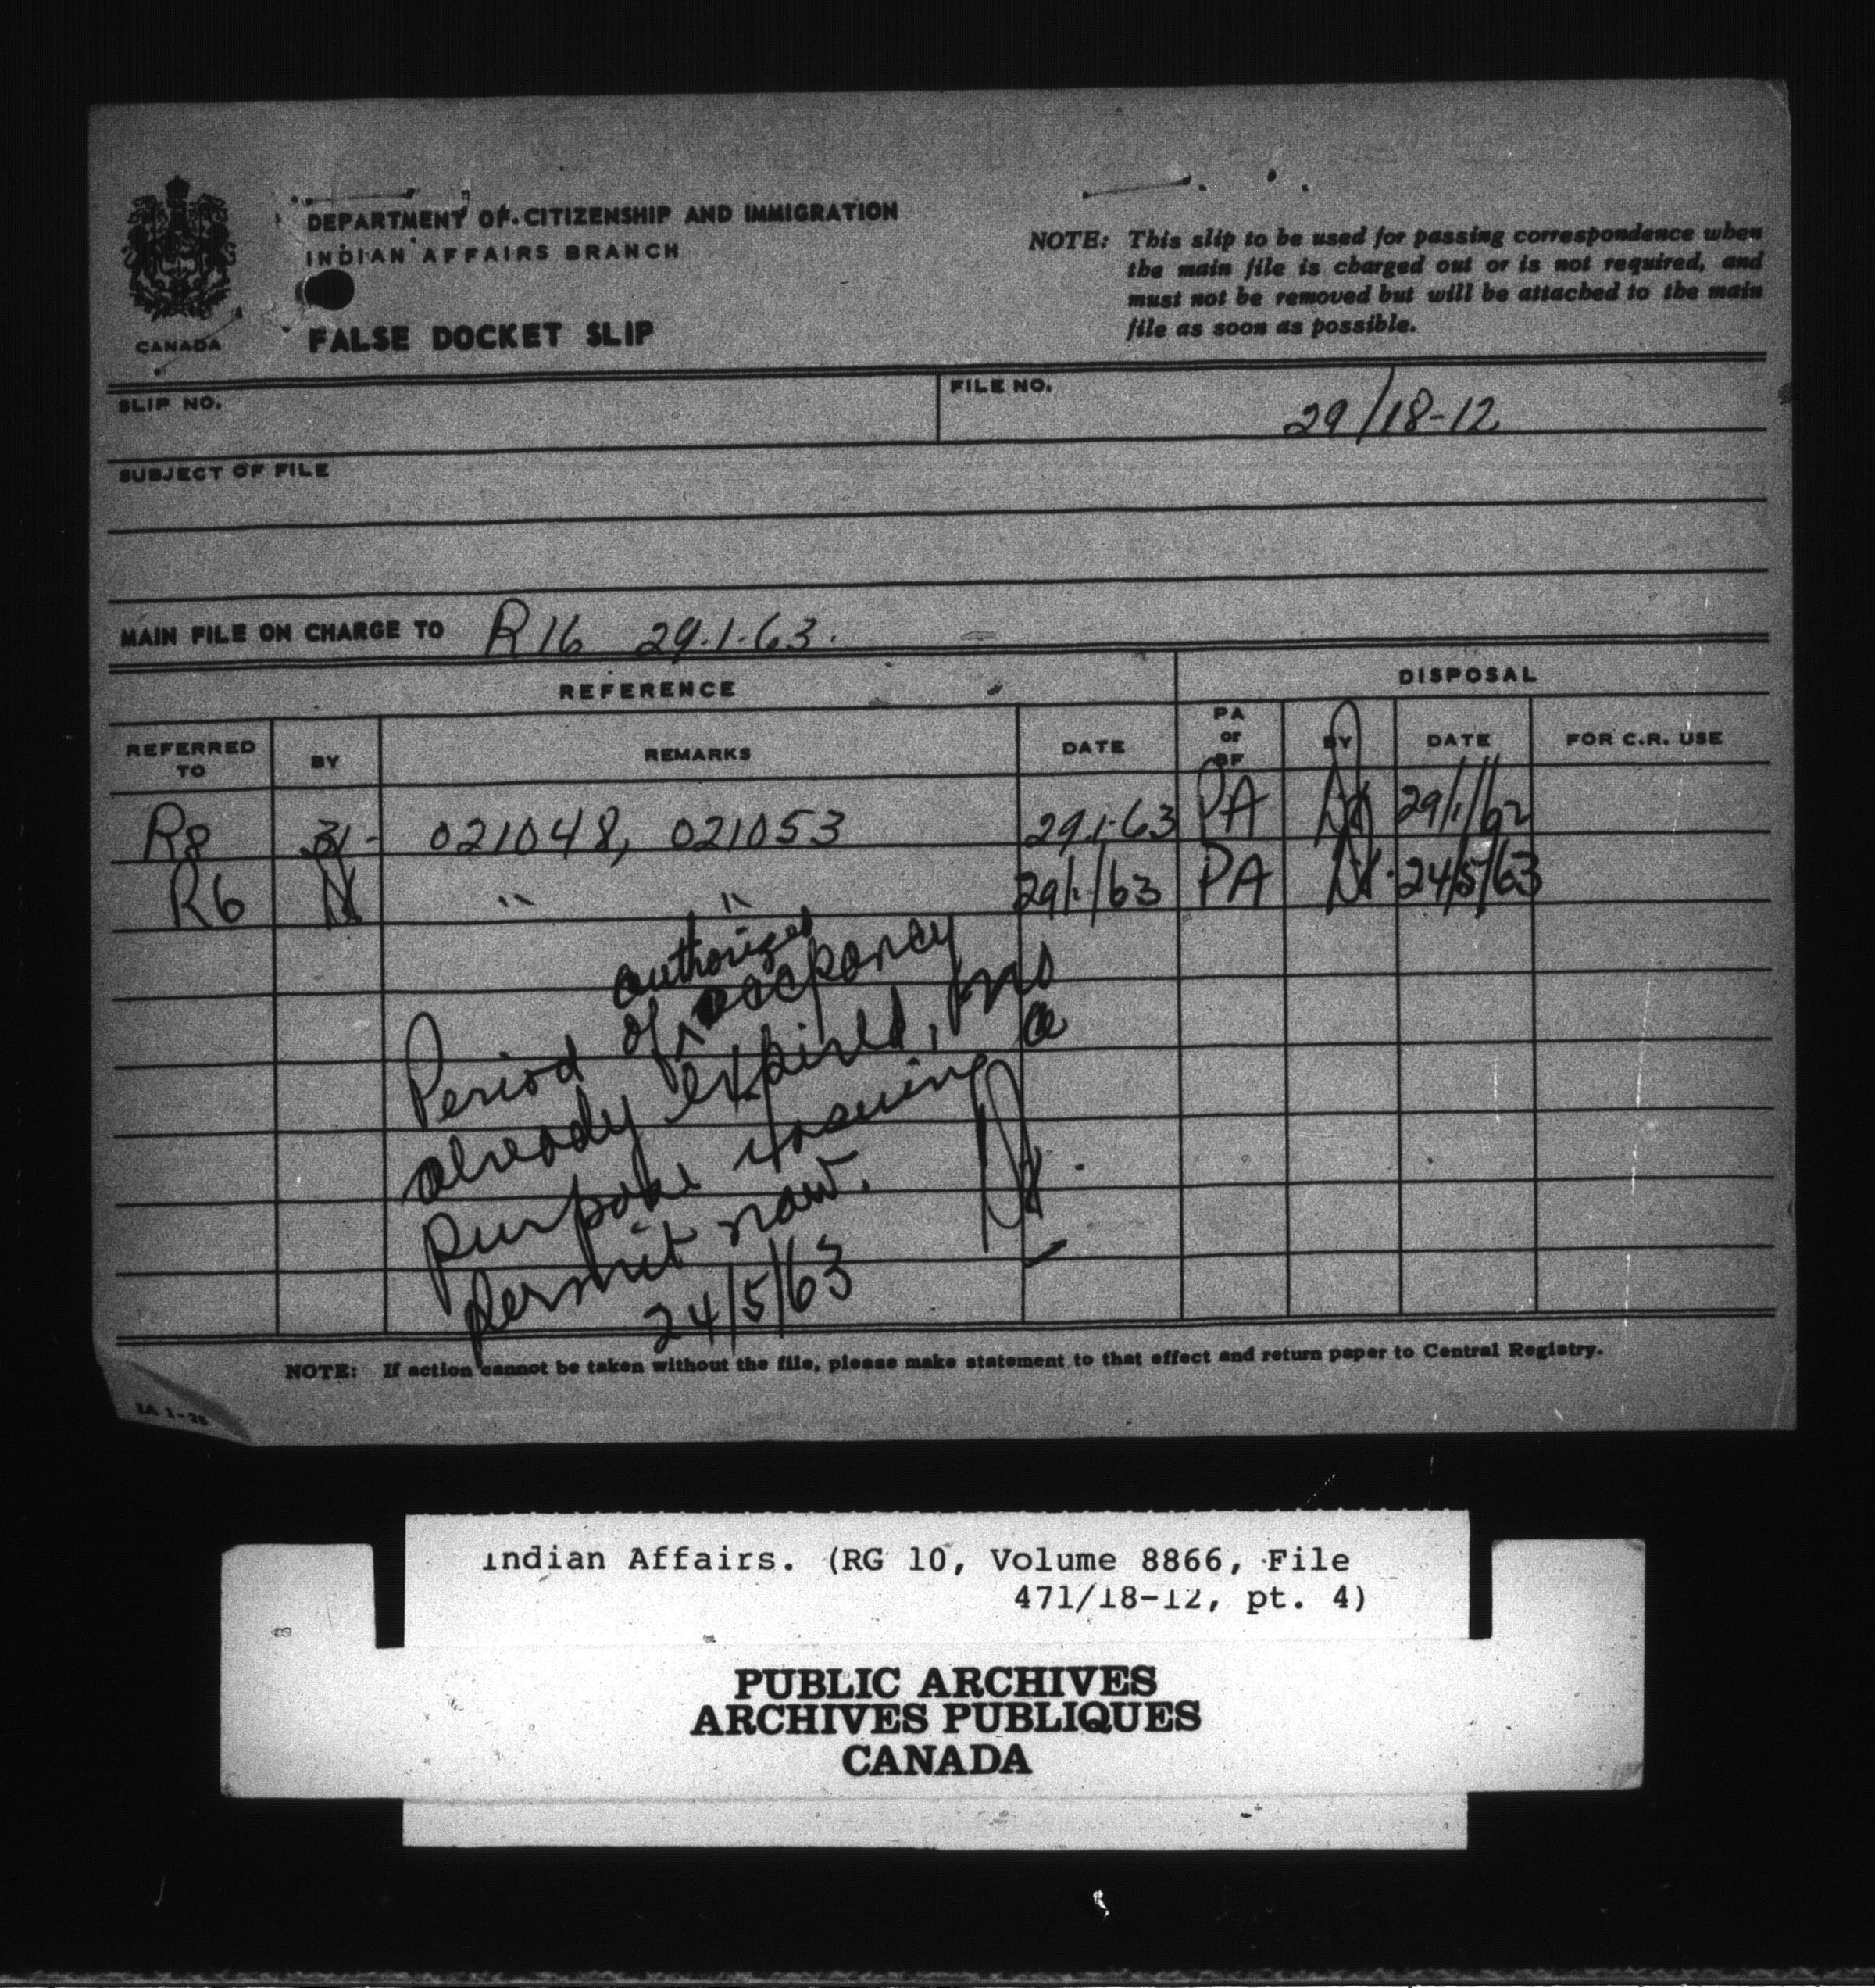 DEPARTMENT OF CITIZENSHIP AND IMMIGRATION
INDIAN AFFAIRS BRANCH
CANADA
FALSE DOCKET SLIP
NOTE: This slip to be used for passing correspondence when
the main file is charged out or is not required, and
must not be removed but will be attached to the main
file as soon as possible.
SLIP NO.
FILE NO. 29/18-12
SUBJECT OF FILE
MAIN FILE ON CHARGE TO R16 29.1.63.
REFERENCE DISPOSAL
REFERRED TO BY REMARKS DATE PA or BF BY DATE FOR C.R. USE
R8 31- 021048, 021053 29.1.63 PA 29/1/62
R6 " " 29/1/63 PA 24/5/63
authorized
Period of occupancy
already expired, no
purpose issuing a
permit now.
24/5/63
NOTE: If action cannot be taken without the file, please make statement to that effect and return paper to Central Registry.
IA 1-25
Indian Affairs. (RG 10, Volume 8866, File
471/18-12, pt. 4)
PUBLIC ARCHIVES
ARCHIVES PUBLIQUES
CANADA